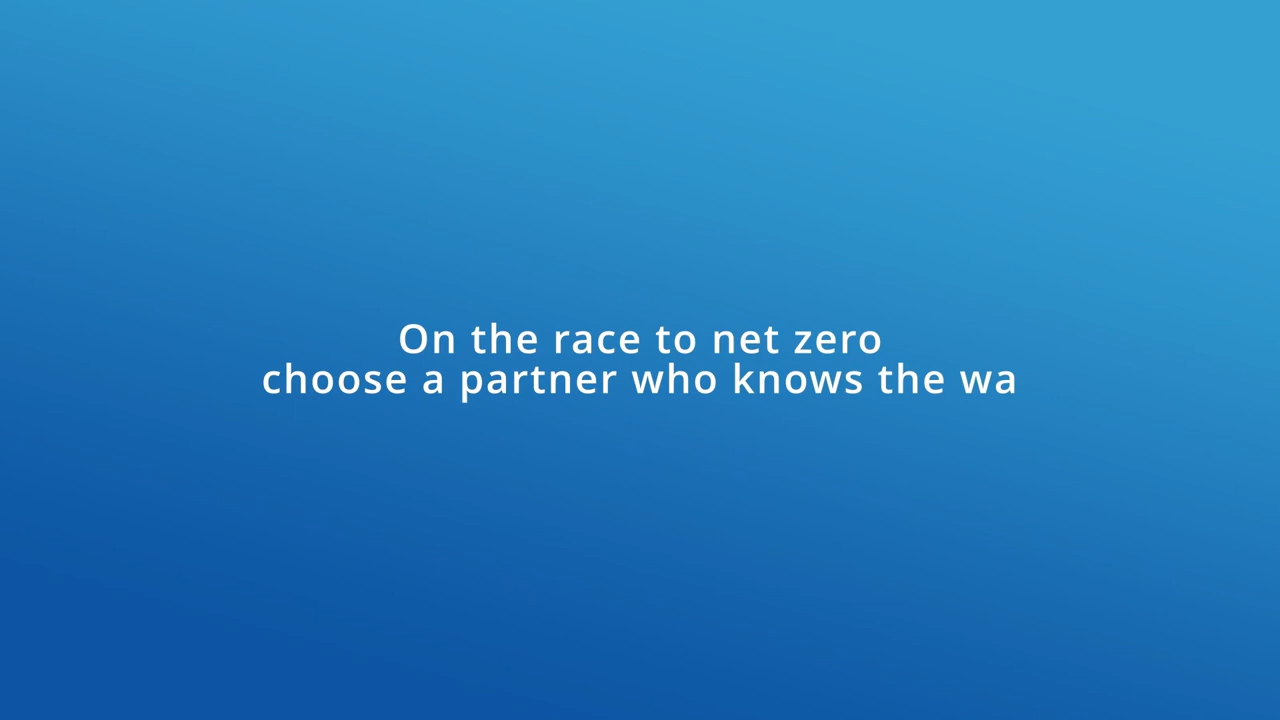 On the race to net zero
choose a partner who knows the wa